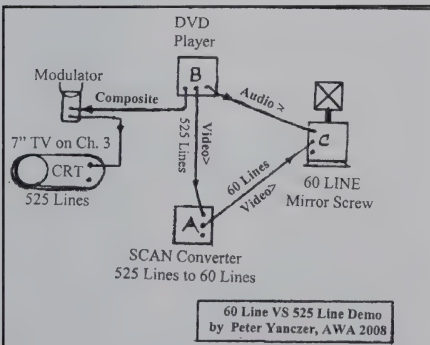 DVD
Player
B
Modulator
Composite
Audio >
7" TV on Ch. 3
CRT
525 Lines
Video>
525 Lines
C
60 LINE
Mirror Screw
60 Lines
Video>
A
SCAN Converter
525 Lines to 60 Lines
60 Line VS 525 Line Demo
by Peter Yanczer, AWA 2008